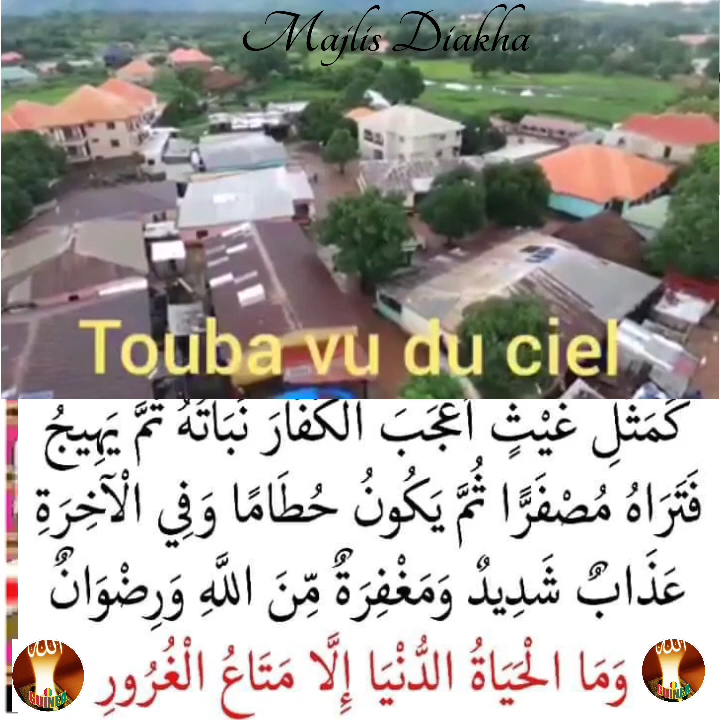 Majlis Diakha
Touba vu du ciel
كَمَثَلِ غَيْثٍ أَعْجَبَ الْكُفَّارَ نَبَاتُهُ ثُمَّ يَهِيجُ
فَتَرَاهُ مُصْفَرًّا ثُمَّ يَكُونُ حُطَامًا وَفِي الْآخِرَةِ
عَذَابٌ شَدِيدٌ وَمَغْفِرَةٌ مِّنَ اللَّهِ وَرِضْوَانٌ
وَمَا الْحَيَاةُ الدُّنْيَا إِلَّا مَتَاعُ الْغُرُورِ